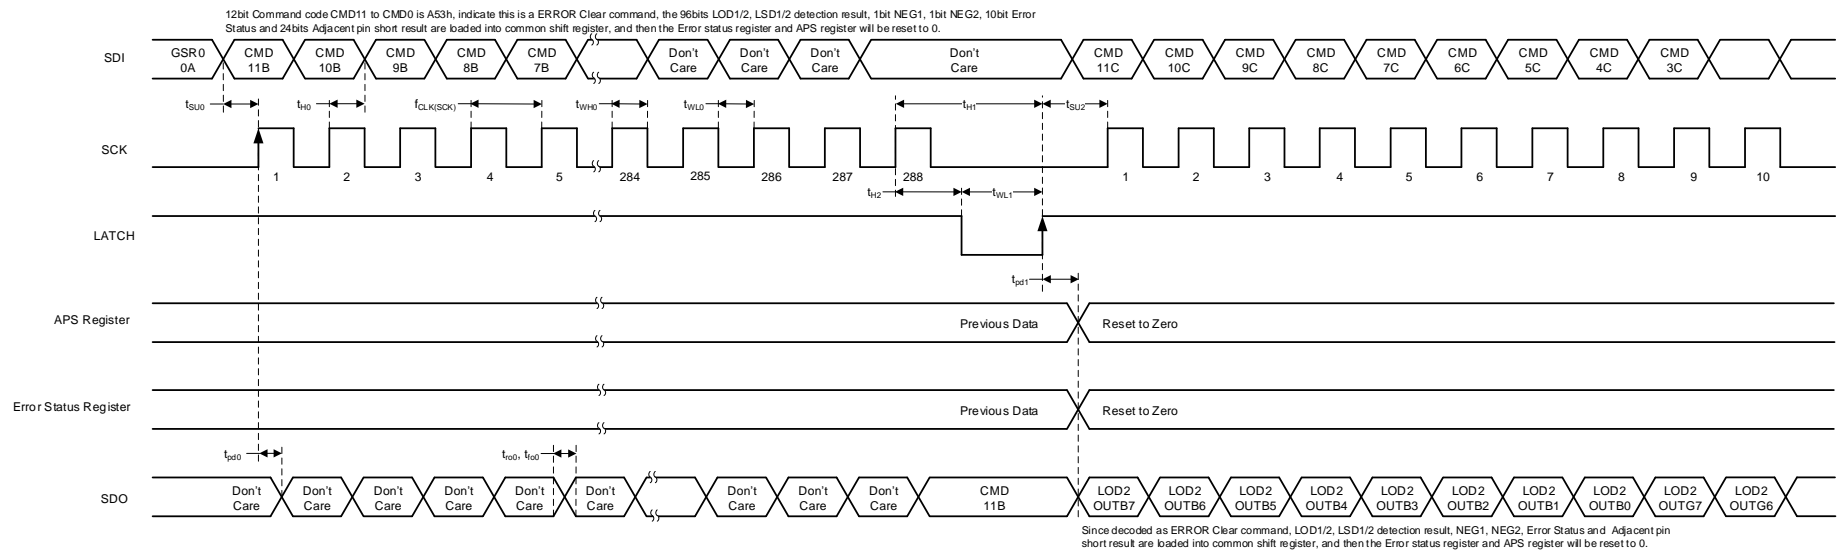 12bit Command code CMD11 to CMD0 is A53h, indicate this is a ERROR Clear command, the 96bits LOD1/2, LSD1/2 detection result, 1bit NEG1, 1bit NEG2, 10bit Error
Status and 24bits Adjacent pin short result are loaded into common shift register, and then the Error status register and APS register will be reset to 0.
SDI
GSR0
0A
CMD
11B
CMD
10B
CMD
9B
CMD
8B
CMD
7B
Don't
Care
Don't
Care
Don't
Care
Don't
Care
CMD
11C
CMD
10C
CMD
9C
CMD
8C
CMD
7C
CMD
6C
CMD
5C
CMD
4C
CMD
3C
tSU0
tH0
fCLK(SCK)
tWH0
tWL0
tH1
tSU2
SCK
1
2
3
4
5
284
285
286
287
288
1
2
3
4
5
6
7
8
9
10
tH2
tWL1
LATCH
tpd1
APS Register
Previous Data
Reset to Zero
Error Status Register
Previous Data
Reset to Zero
tpd0
tro0, tfo0
SDO
Don't
Care
Don't
Care
Don't
Care
Don't
Care
Don't
Care
Don't
Care
Don't
Care
Don't
Care
Don't
Care
CMD
11B
LOD2
OUTB7
LOD2
OUTB6
LOD2
OUTB5
LOD2
OUTB4
LOD2
OUTB3
LOD2
OUTB2
LOD2
OUTB1
LOD2
OUTB0
LOD2
OUTG7
LOD2
OUTG6
Since decoded as ERROR Clear command, LOD1/2, LSD1/2 detection result, NEG1, NEG2, Error Status and Adjacent pin
short result are loaded into common shift register, and then the Error status register and APS register will be reset to 0.